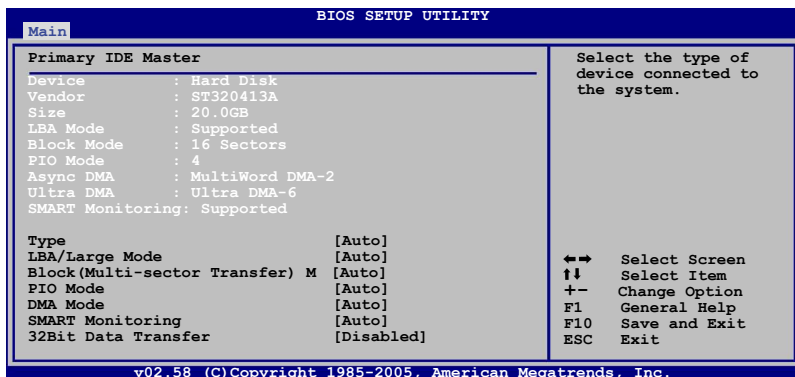 BIOS SETUP UTILITY
Main
Primary IDE Master
Device : Hard Disk
Vendor : ST320413A
Size : 20.0GB
LBA Mode : Supported
Block Mode : 16 Sectors
PIO Mode : 4
Async DMA : MultiWord DMA-2
Ultra DMA : Ultra DMA-6
SMART Monitoring: Supported
Type [Auto]
LBA/Large Mode [Auto]
Block(Multi-sector Transfer) M [Auto]
PIO Mode [Auto]
DMA Mode [Auto]
SMART Monitoring [Auto]
32Bit Data Transfer [Disabled]
Select the type of
device connected to
the system.
←→ Select Screen
↑↓ Select Item
+- Change Option
F1 General Help
F10 Save and Exit
ESC Exit
v02.58 (C)Copyright 1985-2005, American Megatrends, Inc.